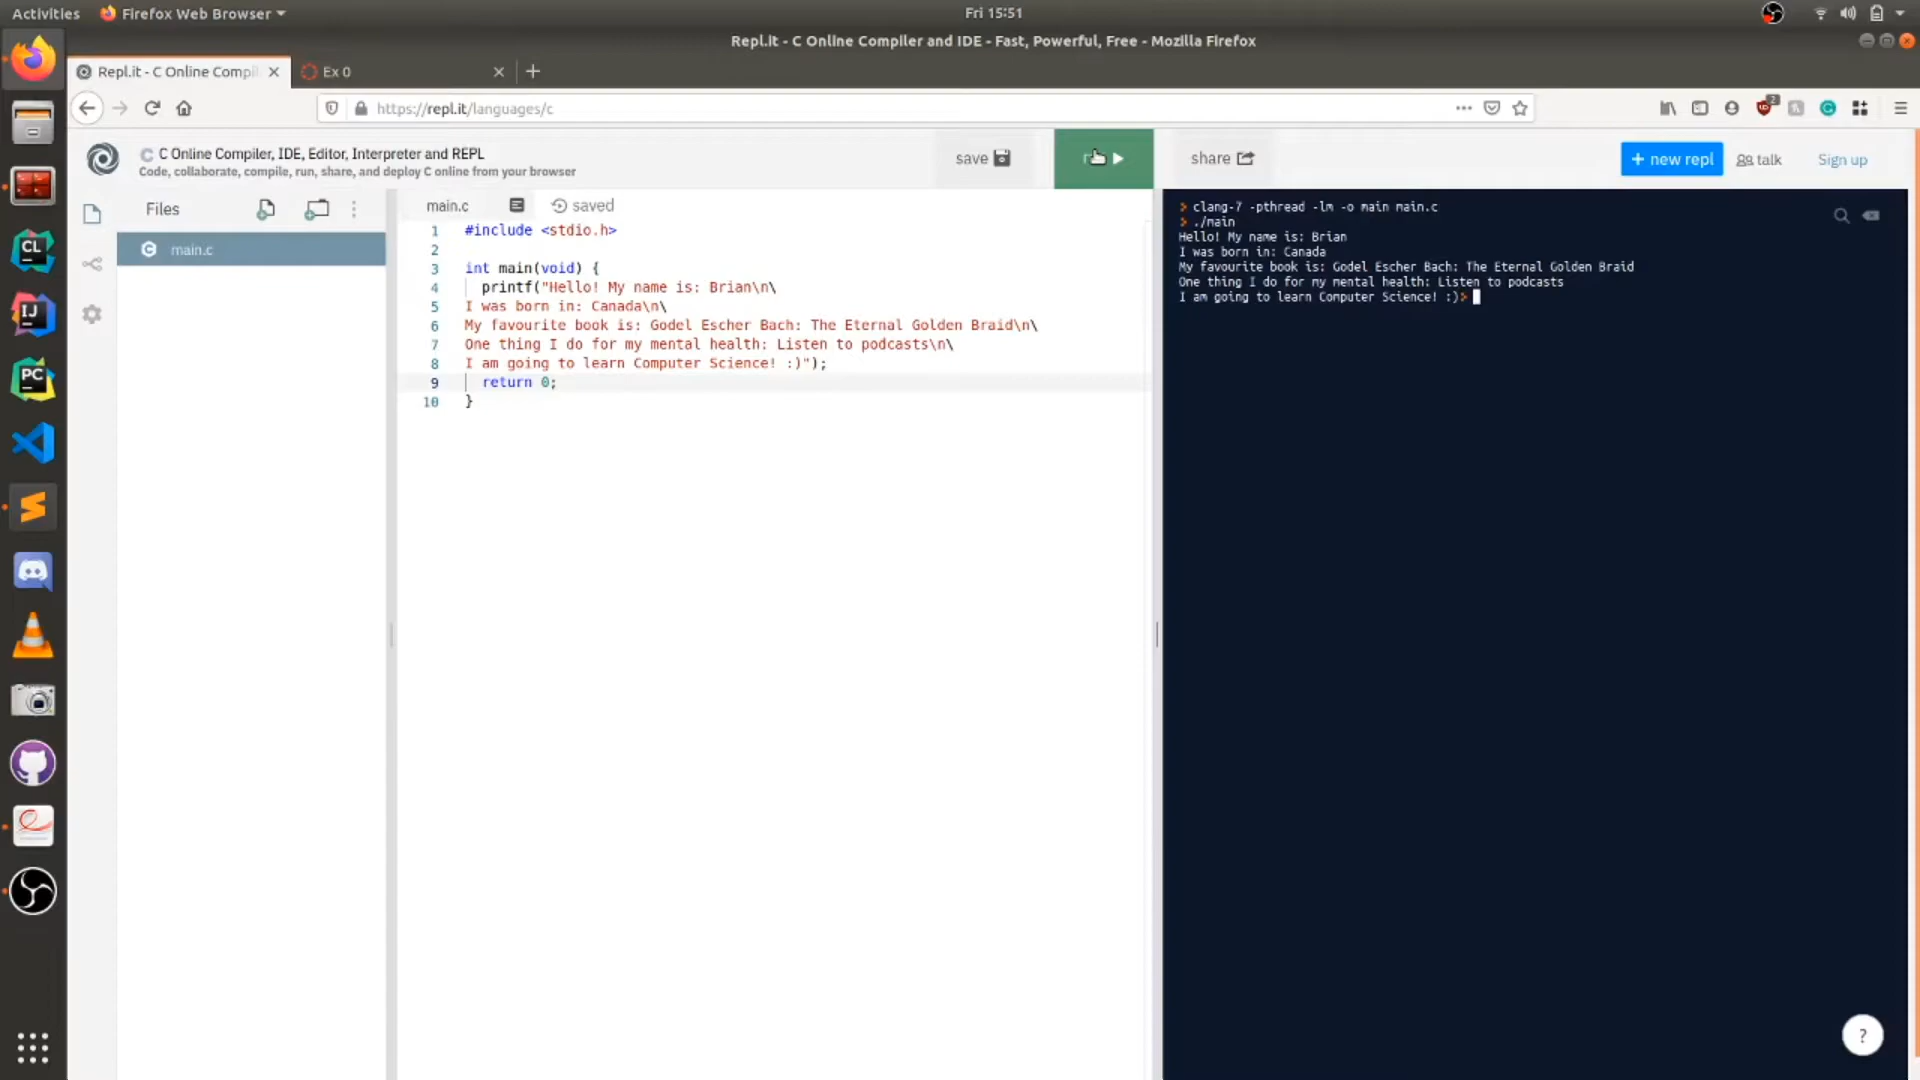 Activities Firefox Web Browser Fri 15:51
Repl.it - C Online Compiler and IDE - Fast, Powerful, Free - Mozilla Firefox
Repl.it - C Online Compil Ex 0
https://repl.it/languages/c 2
C Online Compiler, IDE, Editor, Interpreter and REPL
Code, collaborate, compile, run, share, and deploy C online from your browser
save share + new repl talk Sign up
Files
main.c
CL
IJ
PC
main.c saved
1 #include <stdio.h>
2
3 int main(void) {
4 printf("Hello! My name is: Brian\n\
5 I was born in: Canada\n\
6 My favourite book is: Godel Escher Bach: The Eternal Golden Braid\n\
7 One thing I do for my mental health: Listen to podcasts\n\
8 I am going to learn Computer Science! :)");
9 return 0;
10 }
> clang-7 -pthread -lm -o main main.c
> ./main
Hello! My name is: Brian
I was born in: Canada
My favourite book is: Godel Escher Bach: The Eternal Golden Braid
One thing I do for my mental health: Listen to podcasts
I am going to learn Computer Science! :)>
?